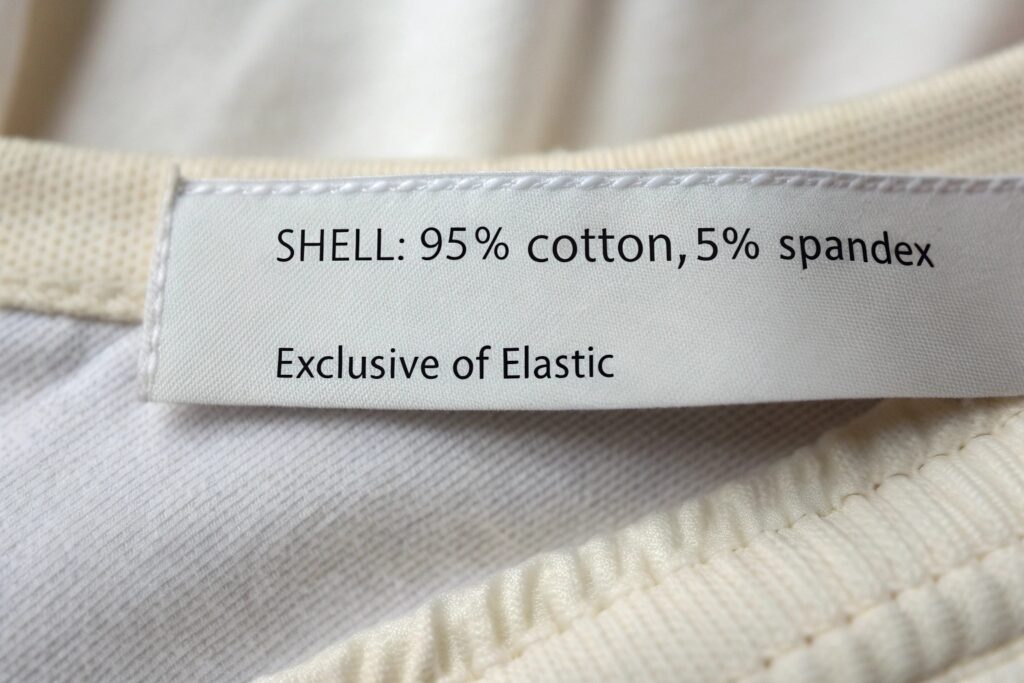 SHELL: 95% cotton, 5% spandex
Exclusive of Elastic